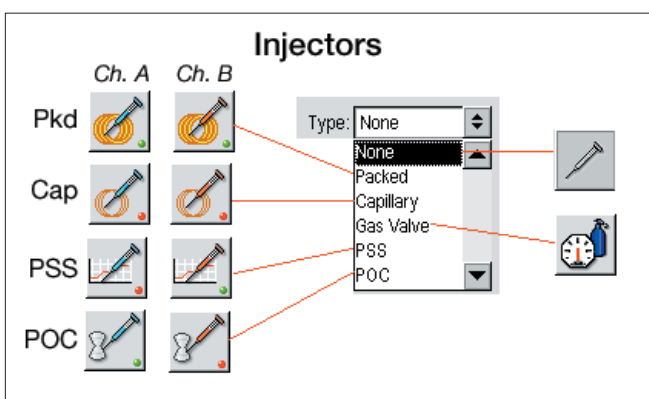 Injectors
Ch. A Ch. B
Pkd
Cap
PSS
POC
Type: None
None
Packed
Capillary
Gas Valve
PSS
POC